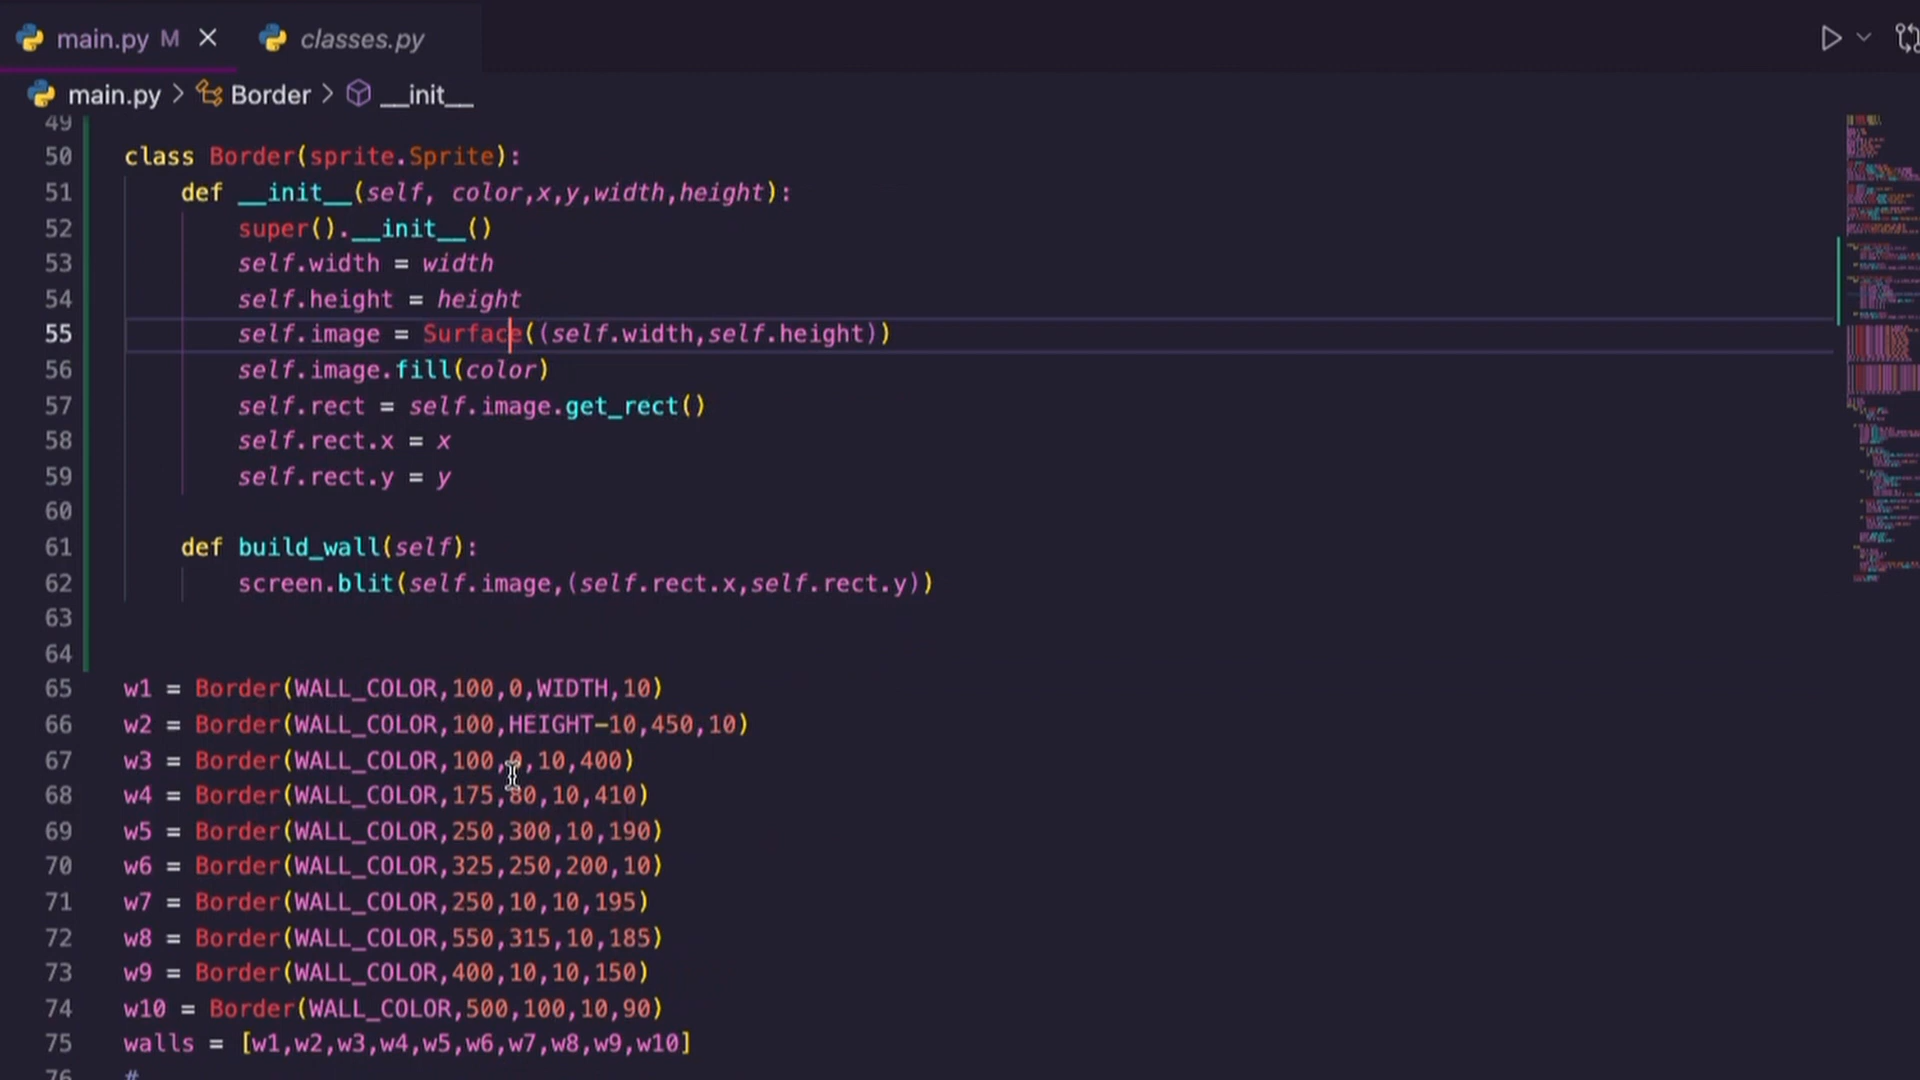 main.py M
classes.py
main.py > Border > __init__
49
50 class Border(sprite.Sprite):
51     def __init__(self, color,x,y,width,height):
52         super().__init__()
53         self.width = width
54         self.height = height
55         self.image = Surface((self.width,self.height))
56         self.image.fill(color)
57         self.rect = self.image.get_rect()
58         self.rect.x = x
59         self.rect.y = y
60
61     def build_wall(self):
62         screen.blit(self.image,(self.rect.x,self.rect.y))
63
64
65 w1 = Border(WALL_COLOR,100,0,WIDTH,10)
66 w2 = Border(WALL_COLOR,100,HEIGHT-10,450,10)
67 w3 = Border(WALL_COLOR,100,0,10,400)
68 w4 = Border(WALL_COLOR,175,80,10,410)
69 w5 = Border(WALL_COLOR,250,300,10,190)
70 w6 = Border(WALL_COLOR,325,250,200,10)
71 w7 = Border(WALL_COLOR,250,10,10,195)
72 w8 = Border(WALL_COLOR,550,315,10,185)
73 w9 = Border(WALL_COLOR,400,10,10,150)
74 w10 = Border(WALL_COLOR,500,100,10,90)
75 walls = [w1,w2,w3,w4,w5,w6,w7,w8,w9,w10]
76 #